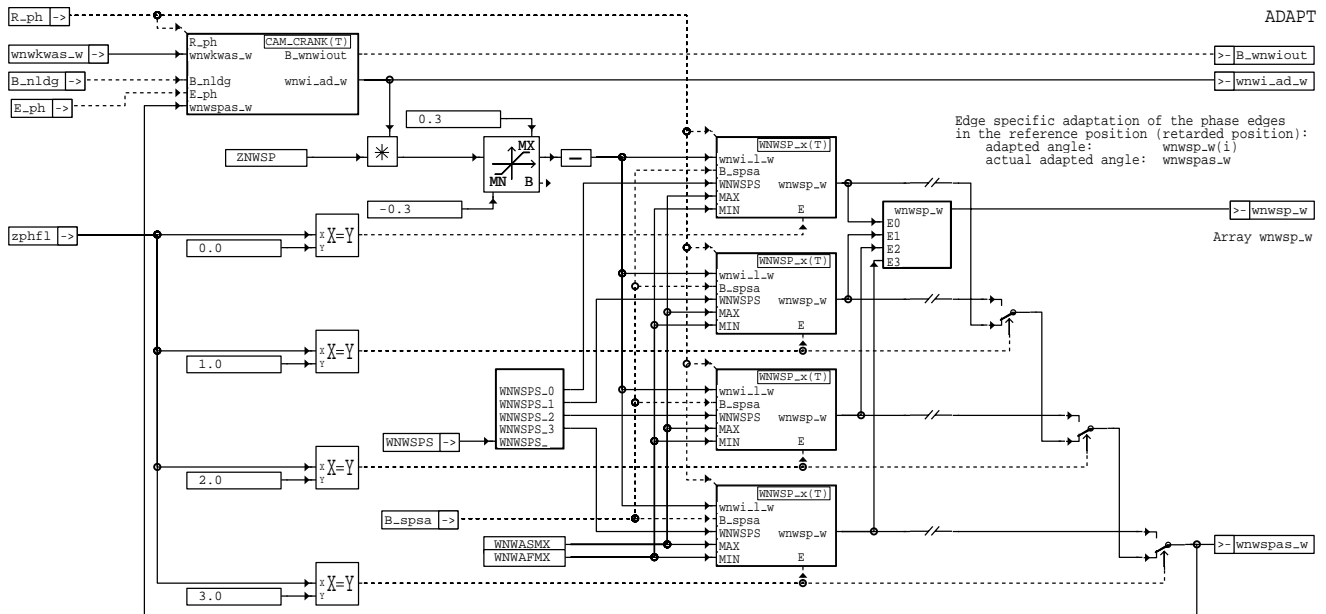 R_ph ->
ADAPT
wnwkwas_w ->
B_nldg ->
E_ph ->
R_ph
CAM_CRANK(T)
wnwkwas_w
B_wnwiout
B_nldg
wnwi_ad_w
E_ph
wnwspas_w
>- B_wnwiout
>- wnwi_ad_w
0.3
ZNWSP
MX
MN
B
-0.3
Edge specific adaptation of the phase edges
in the reference position (retarded position):
adapted angle: wnwsp_w(i)
actual adapted angle: wnwspas_w
WNWSP_x(T)
wnwi_l_w
B_spsa
WNWSPS wnwsp_w
MAX
MIN
E
wnwsp_w
E0
E1
E2
E3
>- wnwsp_w
Array wnwsp_w
zphfl ->
x
y
X=Y
0.0
WNWSP_x(T)
wnwi_l_w
B_spsa
WNWSPS wnwsp_w
MAX
MIN
E
x
y
X=Y
1.0
WNWSP_x(T)
wnwi_l_w
B_spsa
WNWSPS wnwsp_w
MAX
MIN
E
WNWSPS_0
WNWSPS_1
WNWSPS_2
WNWSPS_3
WNWSPS_
WNWSPS ->
x
y
X=Y
2.0
WNWSP_x(T)
wnwi_l_w
B_spsa
WNWSPS wnwsp_w
MAX
MIN
E
B_spsa ->
WNWASMX
WNWAFMX
>- wnwspas_w
x
y
X=Y
3.0